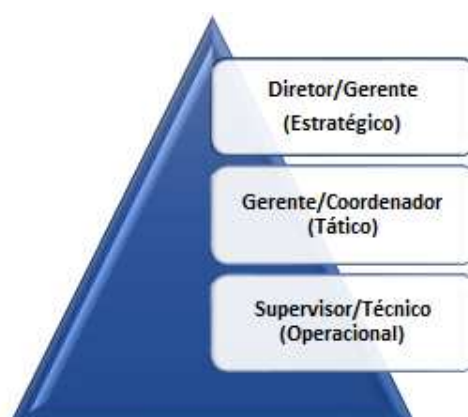 Diretor/Gerente
(Estratégico)
Gerente/Coordenador
(Tático)
Supervisor/Técnico
(Operacional)